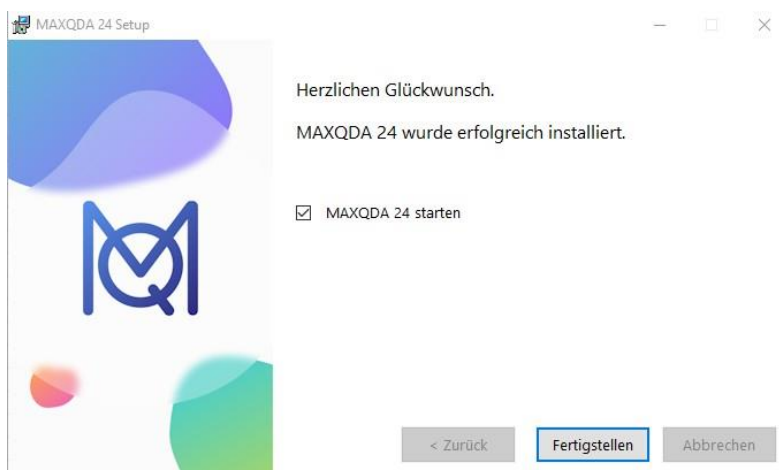 MAXQDA 24 Setup
Herzlichen Glückwunsch.
MAXQDA 24 wurde erfolgreich installiert.
MAXQDA 24 starten
< Zurück
Fertigstellen
Abbrechen